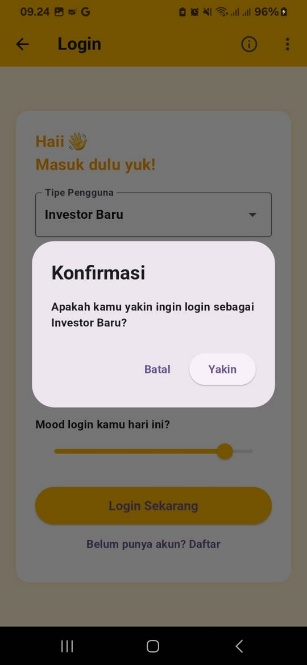 09.24 G 96%
Login
Haii 👋
Masuk dulu yuk!
Tipe Pengguna
Investor Baru
Konfirmasi
Apakah kamu yakin ingin login sebagai
Investor Baru?
Batal Yakin
Mood login kamu hari ini?
Login Sekarang
Belum punya akun? Daftar